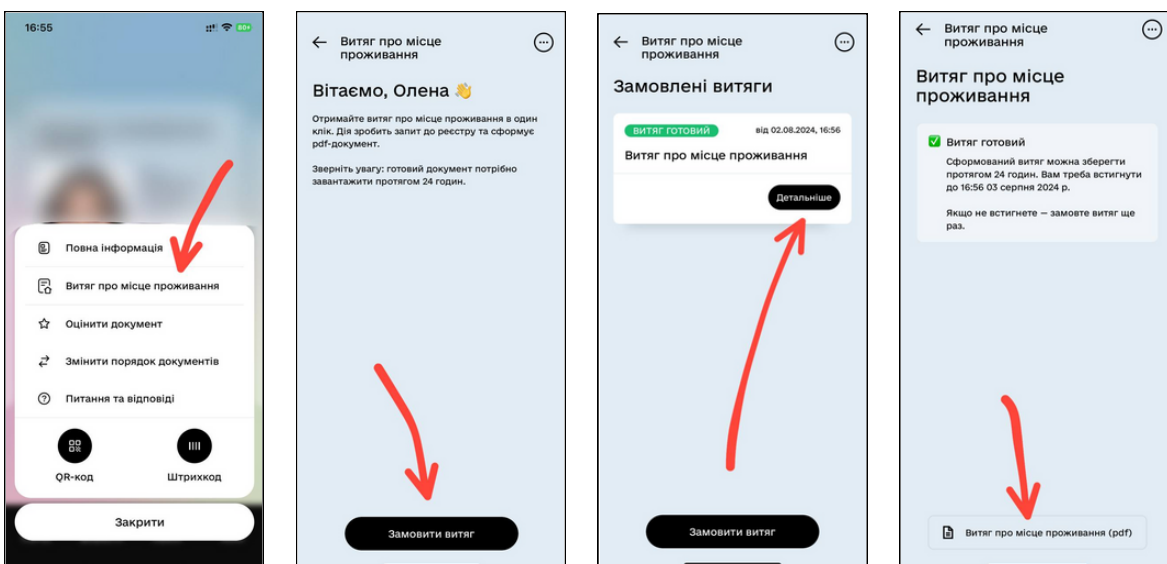 16:55
60+
Повна інформація
Витяг про місце проживання
Оцінити документ
Змінити порядок документів
Питання та відповіді
QR-код
Штрихкод
Закрити
Витяг про місце
проживання
Вітаємо, Олена 👋
Отримайте витяг про місце проживання в один
клік. Дія зробить запит до реєстру та сформує
pdf-документ.
Зверніть увагу: готовий документ потрібно
завантажити протягом 24 годин.
Замовити витяг
Витяг про місце
проживання
Замовлені витяги
ВИТЯГ ГОТОВИЙ
від 02.08.2024, 16:56
Витяг про місце проживання
Детальніше
Замовити витяг
Витяг про місце
проживання
Витяг про місце
проживання
✅ Витяг готовий
Сформований витяг можна зберегти
протягом 24 годин. Вам треба встигнути
до 16:56 03 серпня 2024 р.
Якщо не встигнете — замовте витяг ще
раз.
Витяг про місце проживання (pdf)